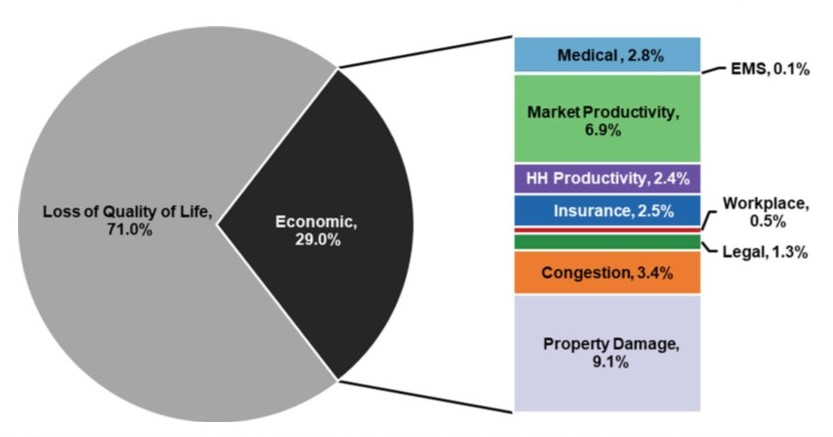 Loss of Quality of Life,
71.0%
Economic,
29.0%
Medical , 2.8%
EMS, 0.1%
Market Productivity,
6.9%
HH Productivity, 2.4%
Insurance, 2.5%
Workplace,
0.5%
Legal, 1.3%
Congestion, 3.4%
Property Damage,
9.1%